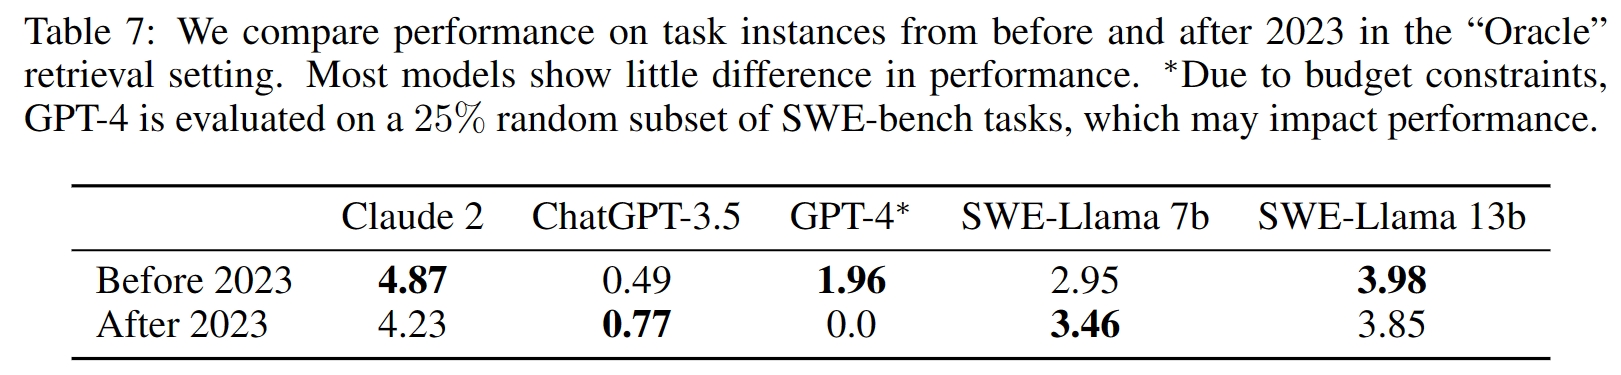 Table 7: We compare performance on task instances from before and after 2023 in the “Oracle”
retrieval setting. Most models show little difference in performance. *Due to budget constraints,
GPT-4 is evaluated on a 25% random subset of SWE-bench tasks, which may impact performance.
Claude 2 ChatGPT-3.5 GPT-4* SWE-Llama 7b SWE-Llama 13b
Before 2023 4.87 0.49 1.96 2.95 3.98
After 2023 4.23 0.77 0.0 3.46 3.85